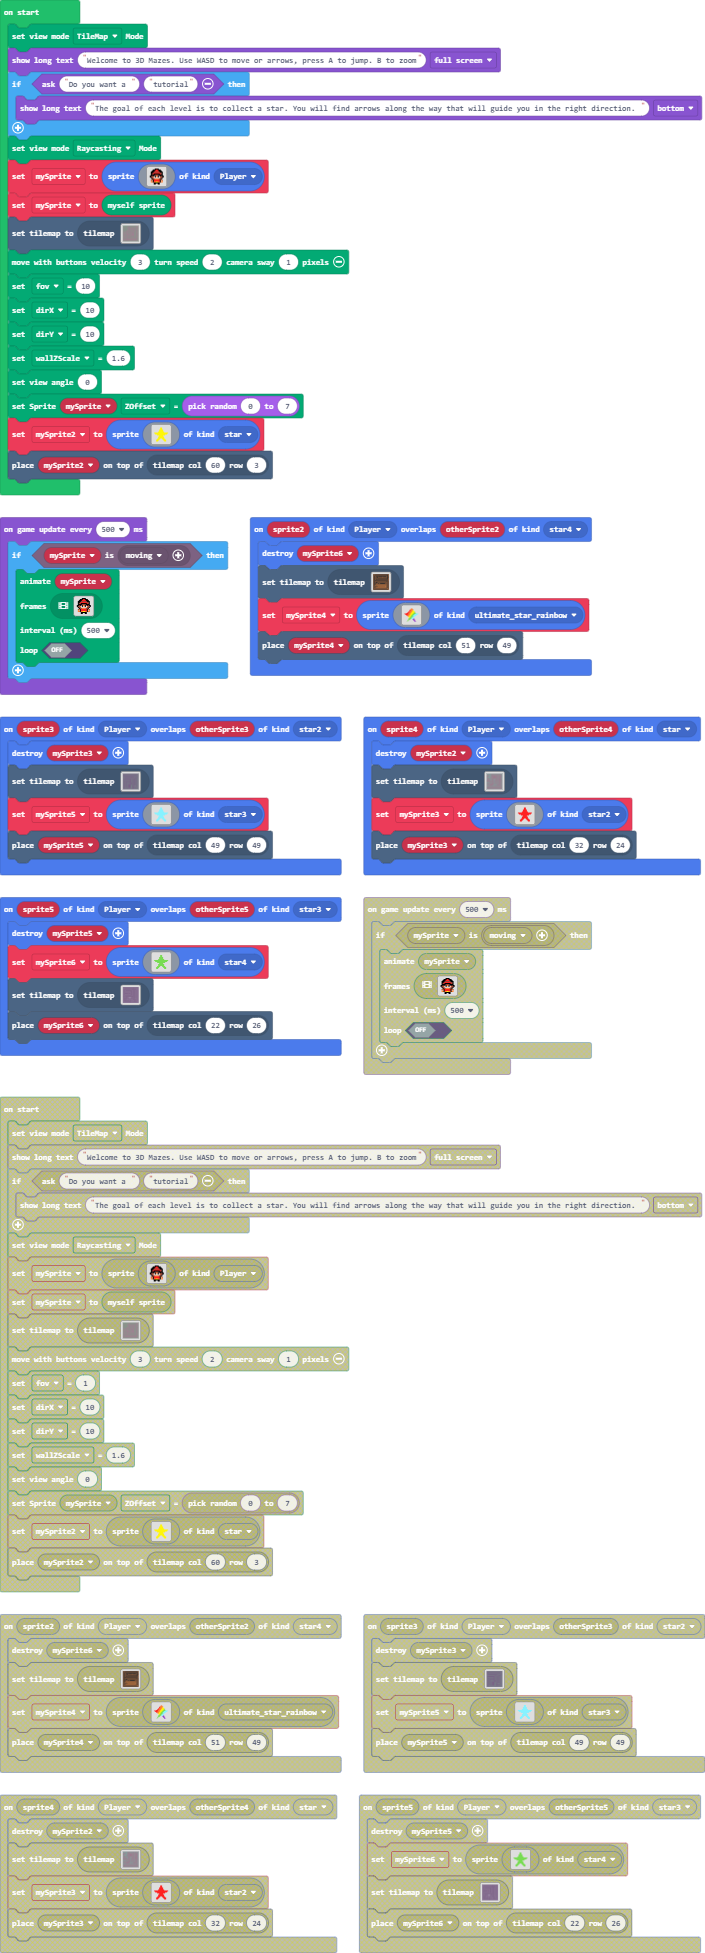 on start
set view mode TileMap ▾ Mode
show long text "Welcome to 3D Mazes. Use WASD to move or arrows, press A to jump. B to zoom" full screen ▾
if ask "Do you want a " "tutorial" then
show long text "The goal of each level is to collect a star. You will find arrows along the way that will guide you in the right direction. " bottom ▾
set view mode Raycasting ▾ Mode
set mySprite ▾ to sprite of kind Player ▾
set mySprite ▾ to myself sprite
set tilemap to tilemap
move with buttons velocity 3 turn speed 2 camera sway 1 pixels
set fov ▾ = 10
set dirX ▾ = 10
set dirY ▾ = 10
set wallZScale ▾ = 1.6
set view angle 0
set Sprite mySprite ▾ ZOffset ▾ = pick random 0 to 7
set mySprite2 ▾ to sprite of kind star ▾
place mySprite2 ▾ on top of tilemap col 60 row 3
on game update every 500 ▾ ms
if mySprite ▾ is moving ▾ then
animate mySprite ▾
frames
interval (ms) 500 ▾
loop OFF
on sprite2 of kind Player ▾ overlaps otherSprite2 of kind star4 ▾
destroy mySprite6 ▾
set tilemap to tilemap
set mySprite4 ▾ to sprite of kind ultimate_star_rainbow ▾
place mySprite4 ▾ on top of tilemap col 51 row 49
on sprite3 of kind Player ▾ overlaps otherSprite3 of kind star2 ▾
destroy mySprite3 ▾
set tilemap to tilemap
set mySprite5 ▾ to sprite of kind star3 ▾
place mySprite5 ▾ on top of tilemap col 49 row 49
on sprite4 of kind Player ▾ overlaps otherSprite4 of kind star ▾
destroy mySprite2 ▾
set tilemap to tilemap
set mySprite3 ▾ to sprite of kind star2 ▾
place mySprite3 ▾ on top of tilemap col 32 row 24
on sprite5 of kind Player ▾ overlaps otherSprite5 of kind star3 ▾
destroy mySprite5 ▾
set mySprite6 ▾ to sprite of kind star4 ▾
set tilemap to tilemap
place mySprite6 ▾ on top of tilemap col 22 row 26
on game update every 500 ▾ ms
if mySprite ▾ is moving ▾ then
animate mySprite ▾
frames
interval (ms) 500 ▾
loop OFF
on start
set view mode TileMap ▾ Mode
show long text "Welcome to 3D Mazes. Use WASD to move or arrows, press A to jump. B to zoom" full screen ▾
if ask "Do you want a " "tutorial" then
show long text "The goal of each level is to collect a star. You will find arrows along the way that will guide you in the right direction. " bottom ▾
set view mode Raycasting ▾ Mode
set mySprite ▾ to sprite of kind Player ▾
set mySprite ▾ to myself sprite
set tilemap to tilemap
move with buttons velocity 3 turn speed 2 camera sway 1 pixels
set fov ▾ = 1
set dirX ▾ = 10
set dirY ▾ = 10
set wallZScale ▾ = 1.6
set view angle 0
set Sprite mySprite ▾ ZOffset ▾ = pick random 0 to 7
set mySprite2 ▾ to sprite of kind star ▾
place mySprite2 ▾ on top of tilemap col 60 row 3
on sprite2 of kind Player ▾ overlaps otherSprite2 of kind star4 ▾
destroy mySprite6 ▾
set tilemap to tilemap
set mySprite4 ▾ to sprite of kind ultimate_star_rainbow ▾
place mySprite4 ▾ on top of tilemap col 51 row 49
on sprite3 of kind Player ▾ overlaps otherSprite3 of kind star2 ▾
destroy mySprite3 ▾
set tilemap to tilemap
set mySprite5 ▾ to sprite of kind star3 ▾
place mySprite5 ▾ on top of tilemap col 49 row 49
on sprite4 of kind Player ▾ overlaps otherSprite4 of kind star ▾
destroy mySprite2 ▾
set tilemap to tilemap
set mySprite3 ▾ to sprite of kind star2 ▾
place mySprite3 ▾ on top of tilemap col 32 row 24
on sprite5 of kind Player ▾ overlaps otherSprite5 of kind star3 ▾
destroy mySprite5 ▾
set mySprite6 ▾ to sprite of kind star4 ▾
set tilemap to tilemap
place mySprite6 ▾ on top of tilemap col 22 row 26